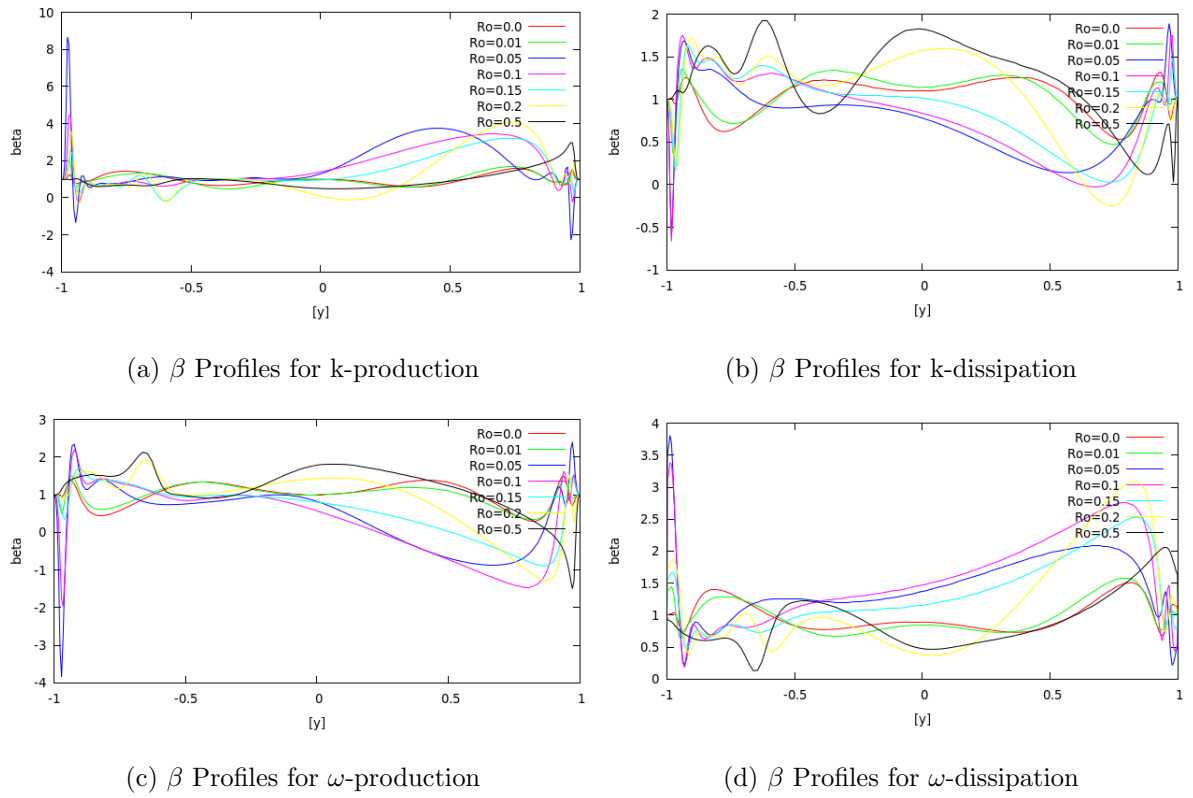 10
8
6
4
2
0
-2
-4
beta
Ro=0.0
Ro=0.01
Ro=0.05
Ro=0.1
Ro=0.15
Ro=0.2
Ro=0.5
-1
-0.5
0
0.5
1
[y]
(a) β Profiles for k-production
2
1.5
1
0.5
0
-0.5
-1
beta
Ro=0.0
Ro=0.01
Ro=0.05
Ro=0.1
Ro=0.15
Ro=0.2
Ro=0.5
-1
-0.5
0
0.5
1
[y]
(b) β Profiles for k-dissipation
3
2
1
0
-1
-2
-3
-4
beta
Ro=0.0
Ro=0.01
Ro=0.05
Ro=0.1
Ro=0.15
Ro=0.2
Ro=0.5
-1
-0.5
0
0.5
1
[y]
(c) β Profiles for ω-production
4
3.5
3
2.5
2
1.5
1
0.5
0
beta
Ro=0.0
Ro=0.01
Ro=0.05
Ro=0.1
Ro=0.15
Ro=0.2
Ro=0.5
-1
-0.5
0
0.5
1
[y]
(d) β Profiles for ω-dissipation